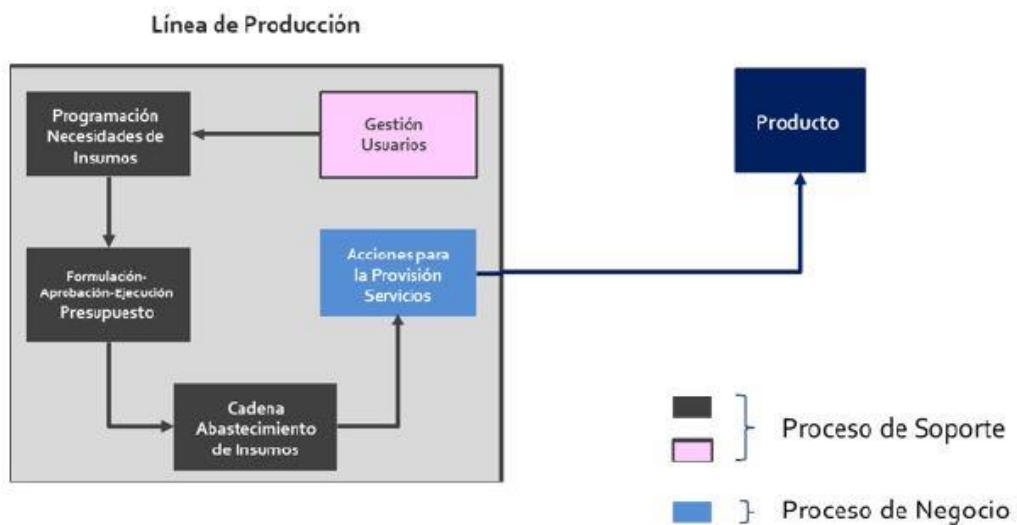 Línea de Producción
Programación
Necesidades de
Insumos
Gestión
Usuarios
Producto
Formulación-
Aprobación-Ejecución
Presupuesto
Acciones para
la Provisión
Servicios
Cadena
Abastecimiento
de Insumos
Proceso de Soporte
Proceso de Negocio